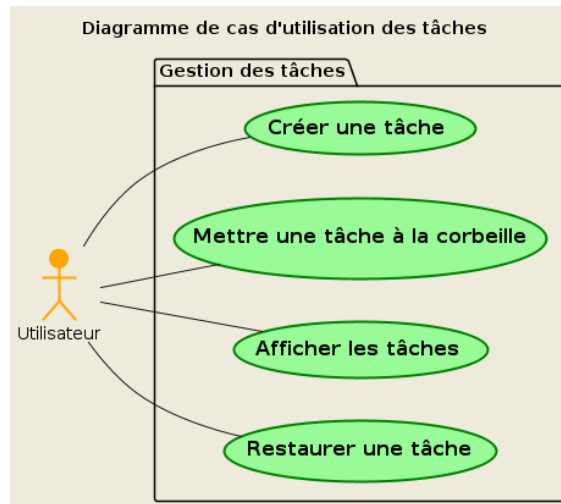 Diagramme de cas d'utilisation des tâches
Gestion des tâches
Créer une tâche
Mettre une tâche à la corbeille
Utilisateur
Afficher les tâches
Restaurer une tâche